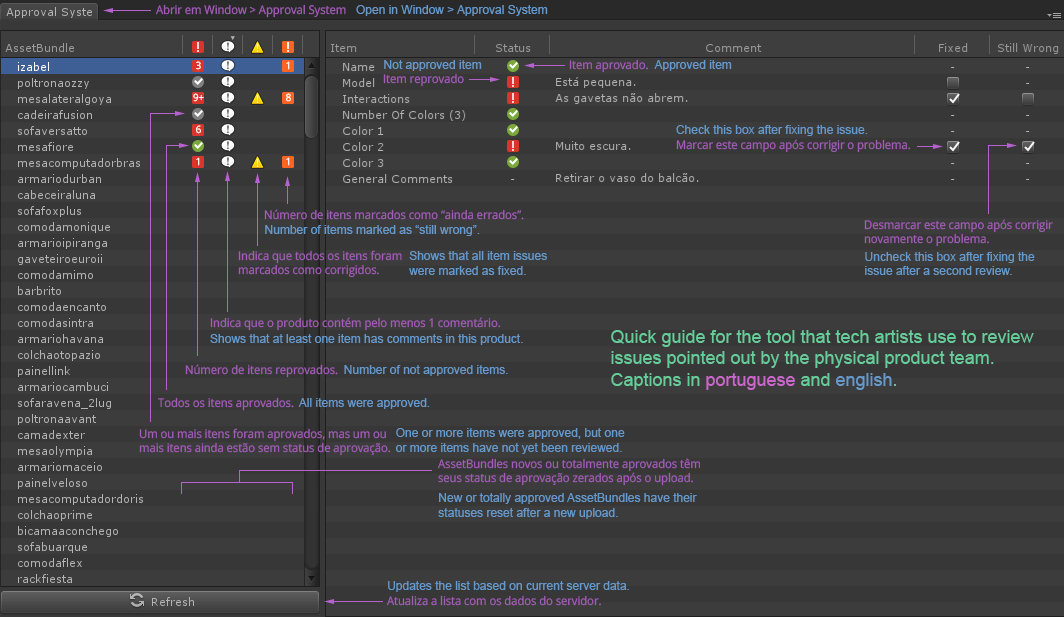 Approval Syste
Abrir em Window > Approval System
Open in Window > Approval System
AssetBundle
Item
Status
Comment
Fixed
Still Wrong
izabel
3
1
poltronaozzy
mesalateralgoya
9+
8
cadeirafusion
sofaversatto
6
mesafiore
mesacomputadorbras
1
1
armariodurban
cabeceiraluna
sofafoxplus
comodamonique
armarioipiranga
gaveteiroeuroii
comodamimo
barbrito
comodaencanto
comodasintra
armariohavana
colchaotopazio
painellink
armariocambuci
sofaravena_2lug
poltronaavant
camadexter
mesaolympia
armariomaceio
painelveloso
mesacomputadordoris
colchaoprime
bicamaaconchego
sofabuarque
comodaflex
rackfiesta
Refresh
Name
Not approved item
Item aprovado.
Approved item
-
-
Model
Item reprovado
Está pequena.
-
Interactions
As gavetas não abrem.
Number Of Colors (3)
-
-
Color 1
-
-
Check this box after fixing the issue.
Color 2
Muito escura.
Marcar este campo após corrigir o problema.
Color 3
-
-
General Comments
-
Retirar o vaso do balcão.
-
-
Número de itens marcados como “ainda errados”.
Number of items marked as “still wrong”.
Desmarcar este campo após corrigir
novamente o problema.
Uncheck this box after fixing the
issue after a second review.
Indica que todos os itens foram
marcados como corrigidos.
Shows that all item issues
were marked as fixed.
Indica que o produto contém pelo menos 1 comentário.
Shows that at least one item has comments in this product.
Quick guide for the tool that tech artists use to review
issues pointed out by the physical product team.
Captions in portuguese and english.
Número de itens reprovados.
Number of not approved items.
Todos os itens aprovados.
All items were approved.
Um ou mais itens foram aprovados, mas um ou
mais itens ainda estão sem status de aprovação.
One or more items were approved, but one
or more items have not yet been reviewed.
AssetBundles novos ou totalmente aprovados têm
seus status de aprovação zerados após o upload.
New or totally approved AssetBundles have their
statuses reset after a new upload.
Updates the list based on current server data.
Atualiza a lista com os dados do servidor.